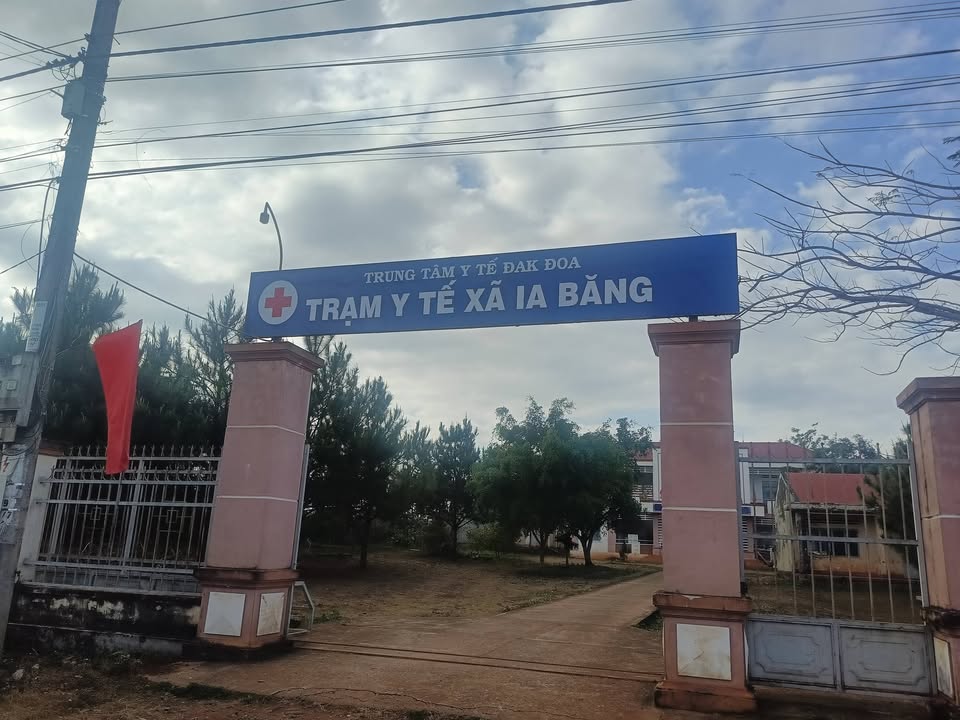 TRUNG TÂM Y TẾ ĐAK ĐOA
TRẠM Y TẾ XÃ IA BĂNG